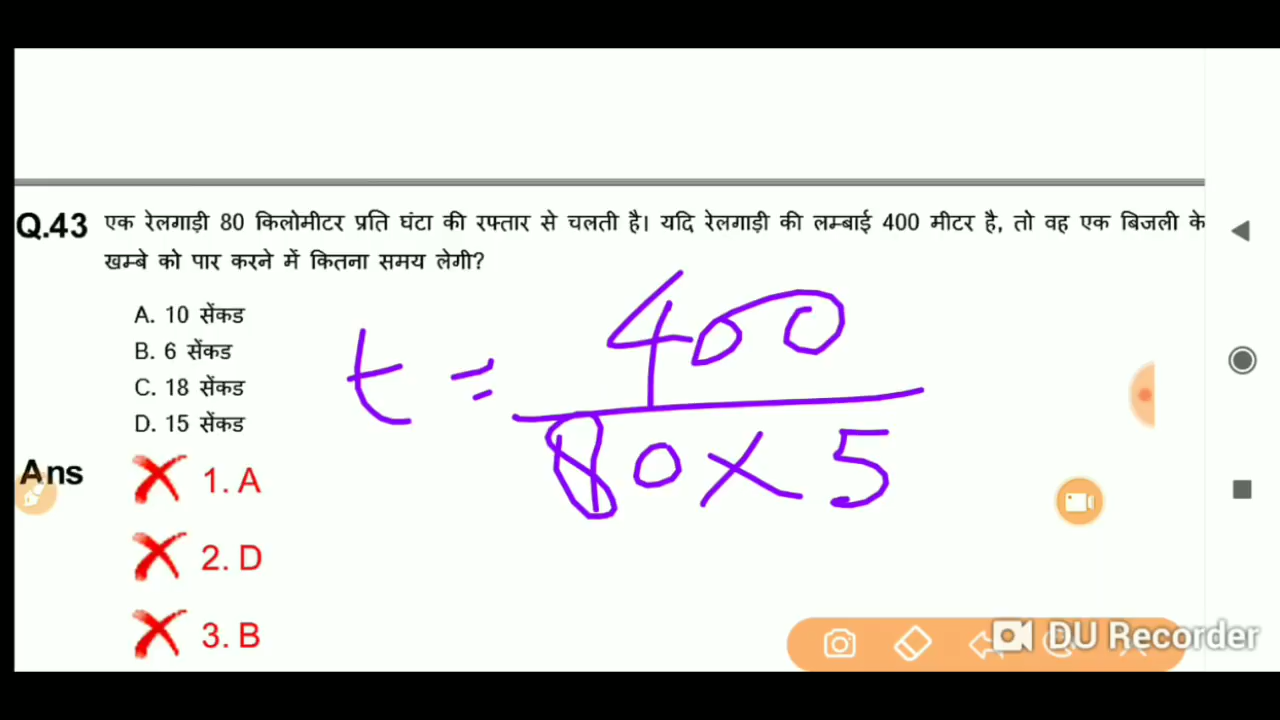 Q.43 एक रेलगाड़ी 80 किलोमीटर प्रति घंटा की रफ्तार से चलती है। यदि रेलगाड़ी की लम्बाई 400 मीटर है, तो वह एक बिजली के
खम्बे को पार करने में कितना समय लेगी?
A. 10 सेंकड
B. 6 सेंकड
C. 18 सेंकड
D. 15 सेंकड
t = 400
80 x 5
Ans 1. A
2. D
3. B
DU Recorder